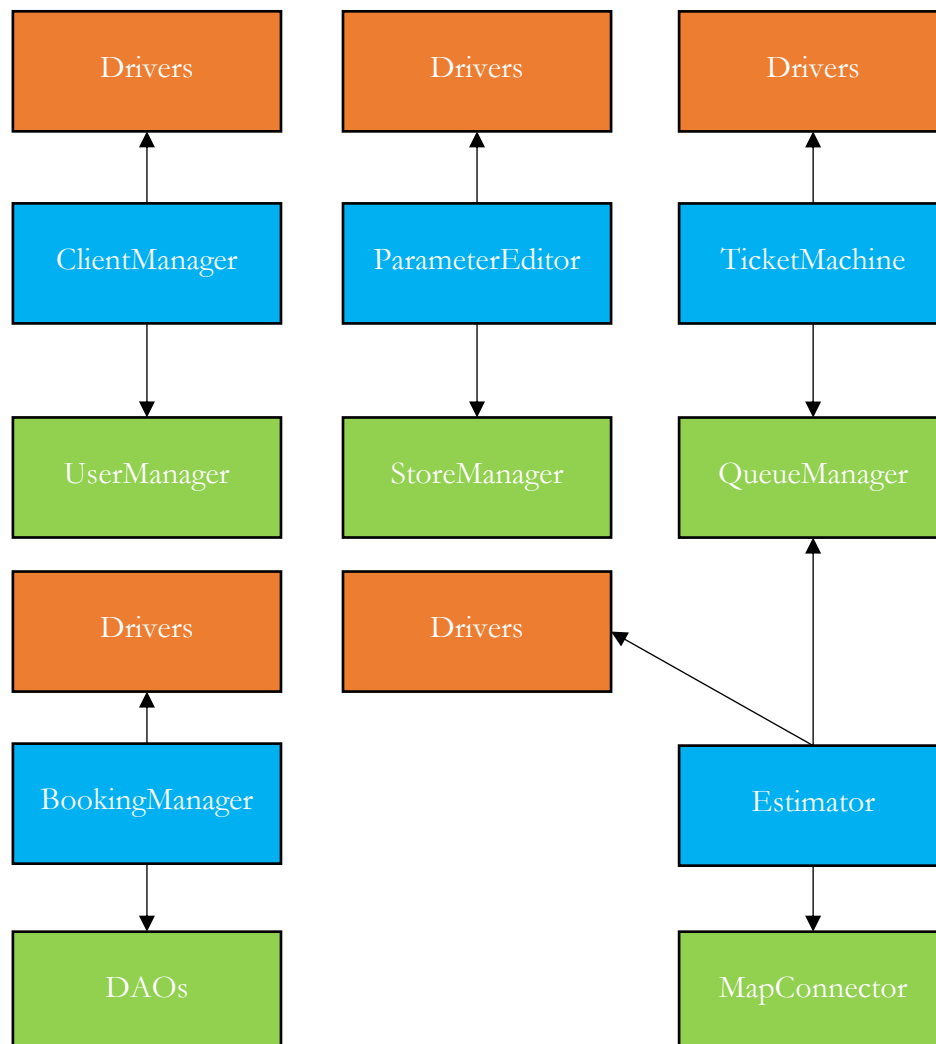 Drivers
Drivers
Drivers
ClientManager
ParameterEditor
TicketMachine
UserManager
StoreManager
QueueManager
Drivers
Drivers
BookingManager
Estimator
DAOs
MapConnector